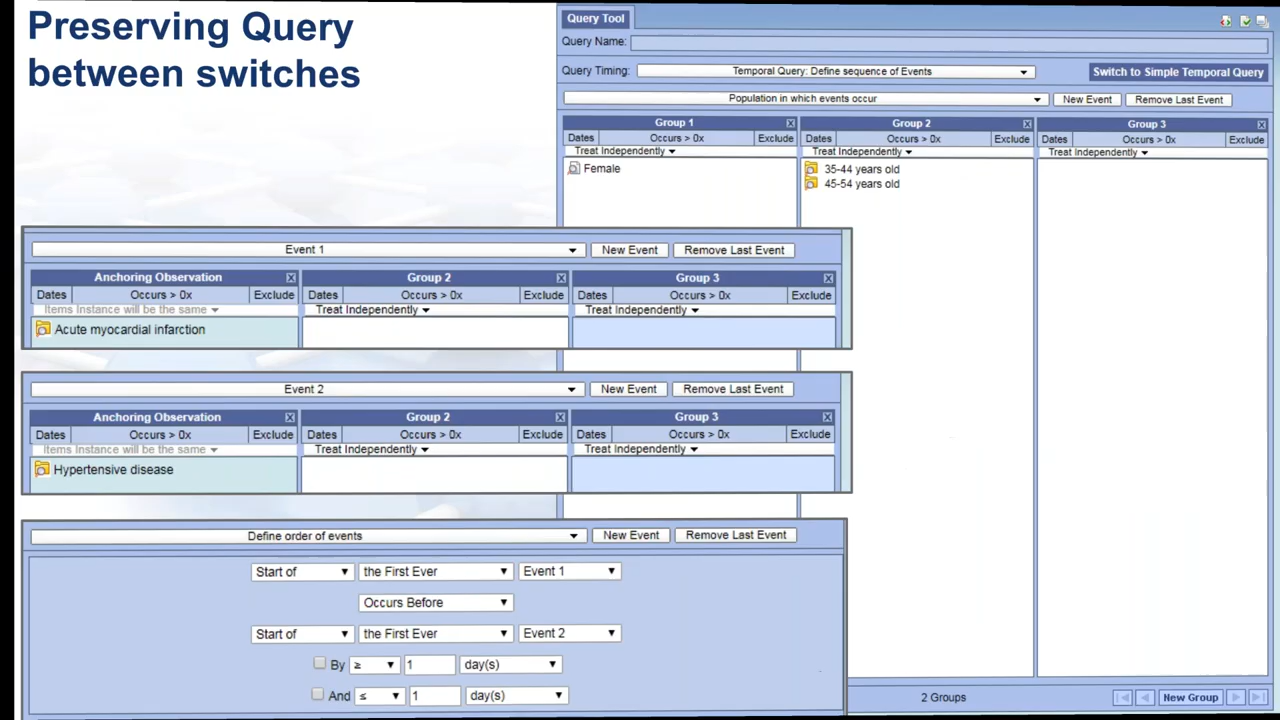 Preserving Query
between switches
Query Tool
Query Name:
Query Timing: Temporal Query: Define sequence of Events Switch to Simple Temporal Query
Population in which events occur New Event Remove Last Event
Group 1 Group 2 Group 3
Dates Occurs > 0x Exclude Dates Occurs > 0x Exclude Dates Occurs > 0x Exclude
Treat Independently Treat Independently Treat Independently
Female 35-44 years old
45-54 years old
Event 1 New Event Remove Last Event
Anchoring Observation Group 2 Group 3
Dates Occurs > 0x Exclude Dates Occurs > 0x Exclude Dates Occurs > 0x Exclude
Items Instance will be the same Treat Independently Treat Independently
Acute myocardial infarction
Event 2 New Event Remove Last Event
Anchoring Observation Group 2 Group 3
Dates Occurs > 0x Exclude Dates Occurs > 0x Exclude Dates Occurs > 0x Exclude
Items Instance will be the same Treat Independently Treat Independently
Hypertensive disease
Define order of events New Event Remove Last Event
Start of the First Ever Event 1
Occurs Before
Start of the First Ever Event 2
By ≥ 1 day(s)
And ≤ 1 day(s)
2 Groups New Group